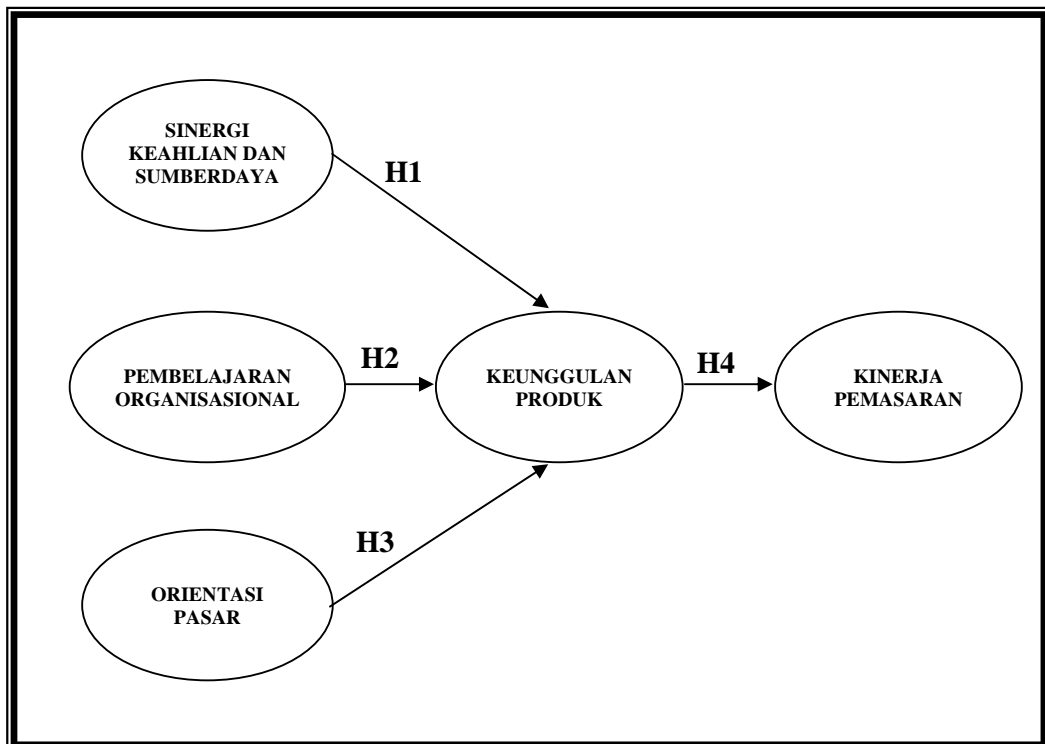 SINERGI
KEAHLIAN DAN
SUMBERDAYA
H1
PEMBELAJARAN
ORGANISASIONAL
H2
KEUNGGULAN
PRODUK
H4
KINERJA
PEMASARAN
H3
ORIENTASI
PASAR